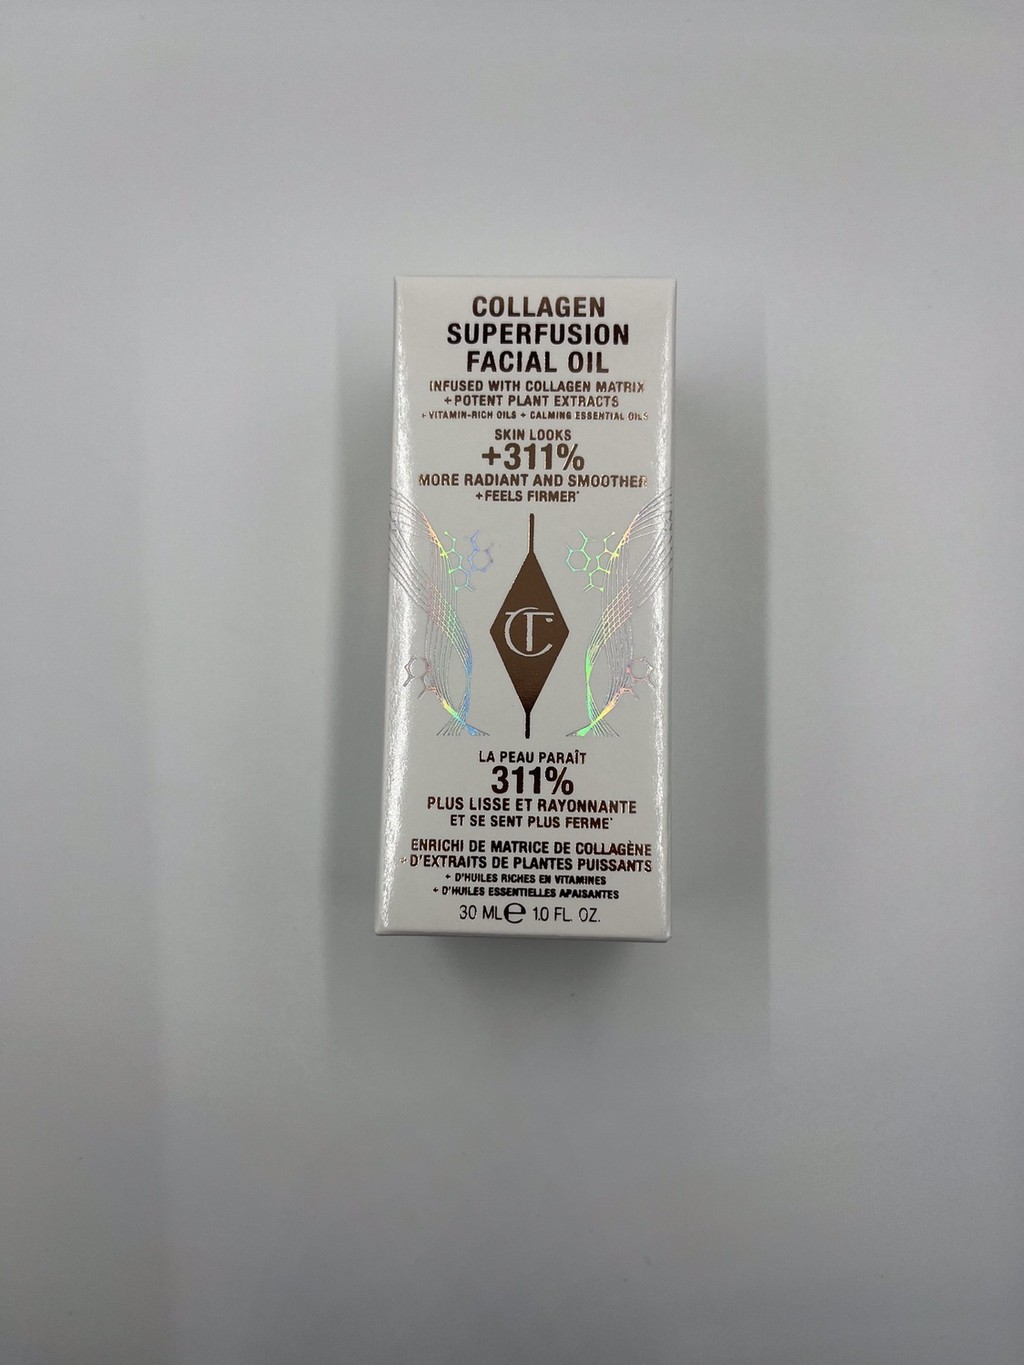 COLLAGEN
SUPERFUSION
FACIAL OIL
INFUSED WITH COLLAGEN MATRIX
+ POTENT PLANT EXTRACTS
+ VITAMIN-RICH OILS + CALMING ESSENTIAL OILS
SKIN LOOKS
+311%
MORE RADIANT AND SMOOTHER
+ FEELS FIRMER*
CT
LA PEAU PARAÎT
311%
PLUS LISSE ET RAYONNANTE
ET SE SENT PLUS FERME*
ENRICHI DE MATRICE DE COLLAGÈNE
+ D'EXTRAITS DE PLANTES PUISSANTS
+ D'HUILES RICHES EN VITAMINES
+ D'HUILES ESSENTIELLES APAISANTES
30 ML ℮ 1.0 FL. OZ.